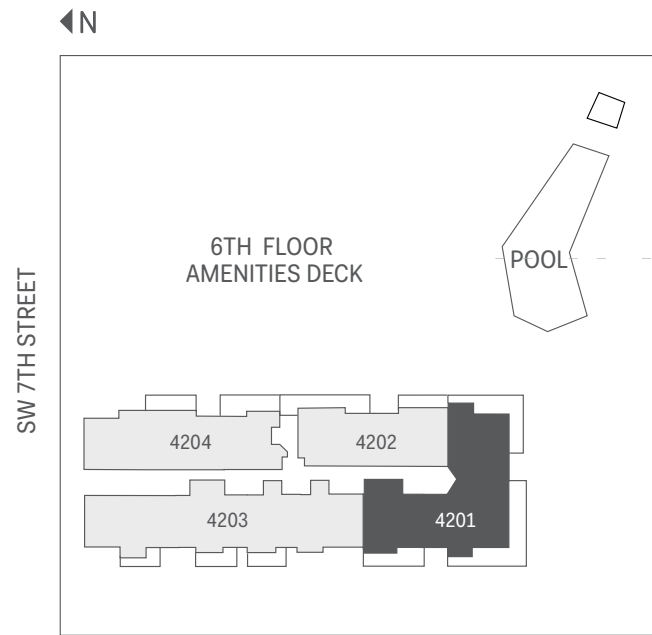 N
6TH FLOOR
AMENITIES DECK
POOL
SW 7TH STREET
4204
4202
4203
4201